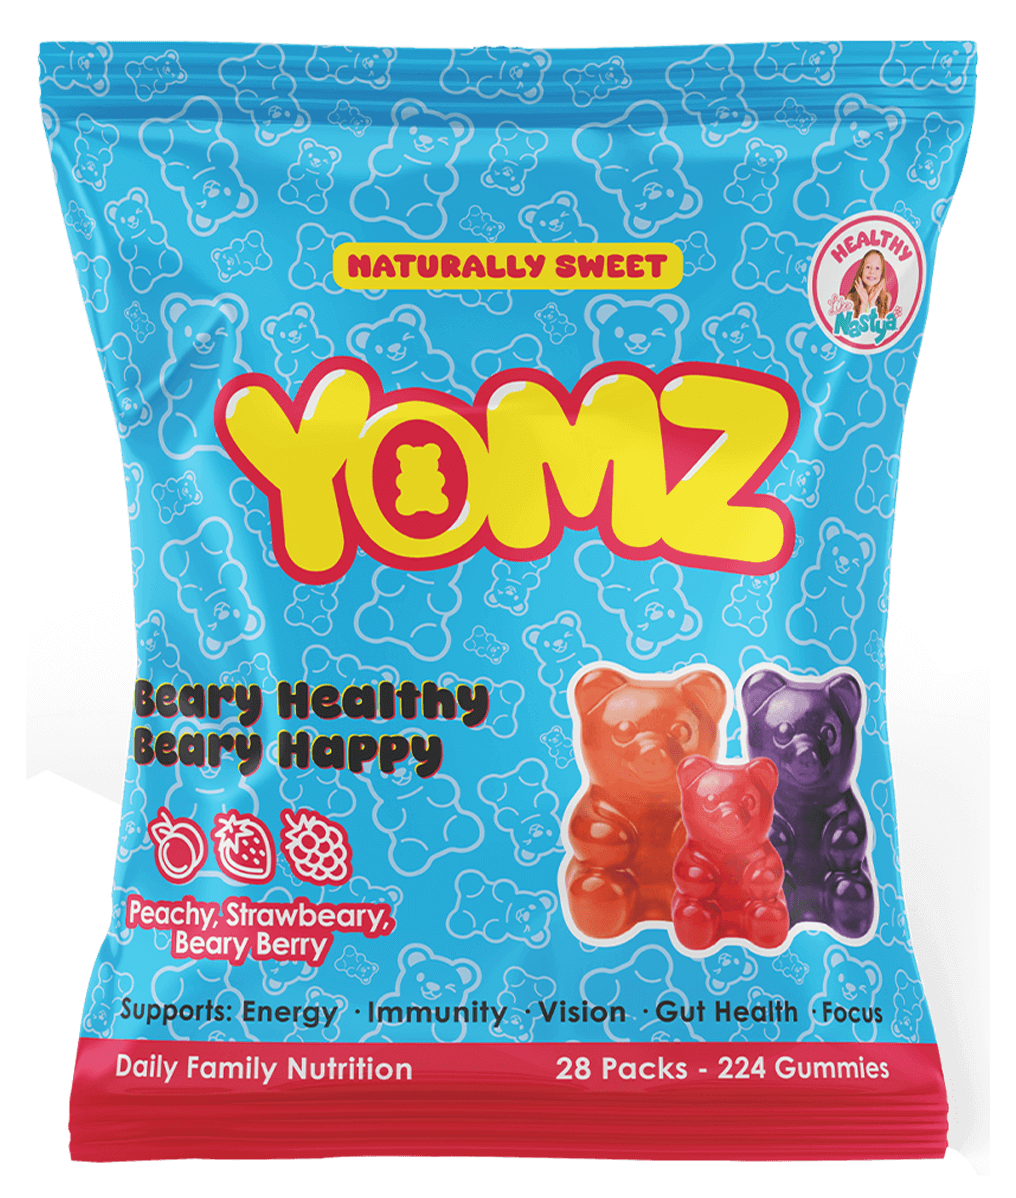 NATURALLY SWEET
HEALTHY
Like
Nastya
YOMZ
Beary Healthy
Beary Happy
Peachy, Strawbeary,
Beary Berry
Supports: Energy · Immunity · Vision · Gut Health · Focus
Daily Family Nutrition
28 Packs - 224 Gummies